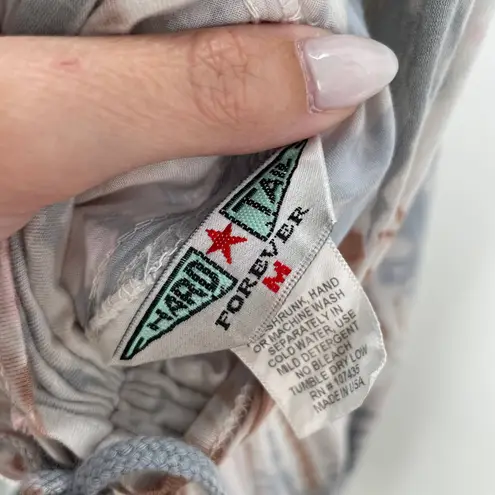 HARD TAIL
FOREVER
M
SHRUNK, HAND
OR MACHINE WASH
SEPARATELY IN
COLD WATER, USE
MILD DETERGENT
NO BLEACH
TUMBLE DRY LOW
RN # 107435
MADE IN USA